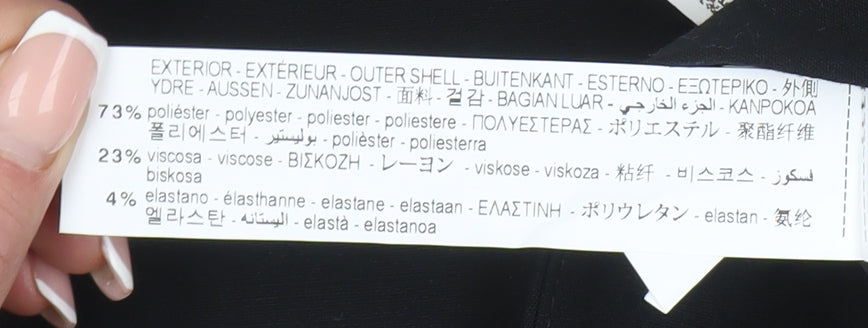 EXTERIOR - EXTÉRIEUR - OUTER SHELL - BUITENKANT - ESTERNO - ΕΞΩΤΕΡΙΚΟ - 外側
YDRE - AUSSEN - ZUNANJOST - 面料 - 겉감 - BAGIAN LUAR - الجزء الخارجي - KANPOKOA
73% poliéster - polyester - poliester - poliestere - ΠΟΛΥΕΣΤΕΡΑΣ - ポリエステル - 聚酯纤维
폴리에스터 - بوليستير - polièster - poliesterra
23% viscosa - viscose - ΒΙΣΚΟΖΗ - レーヨン - viskose - viskoza - 粘纤 - 비스코스 - فسكوز
biskosa
4% elastano - élasthanne - elastane - elastaan - ΕΛΑΣΤΙΝΗ - ポリウレタン - elastan - 氨纶
엘라스탄 - اليستانه - elastà - elastanoa